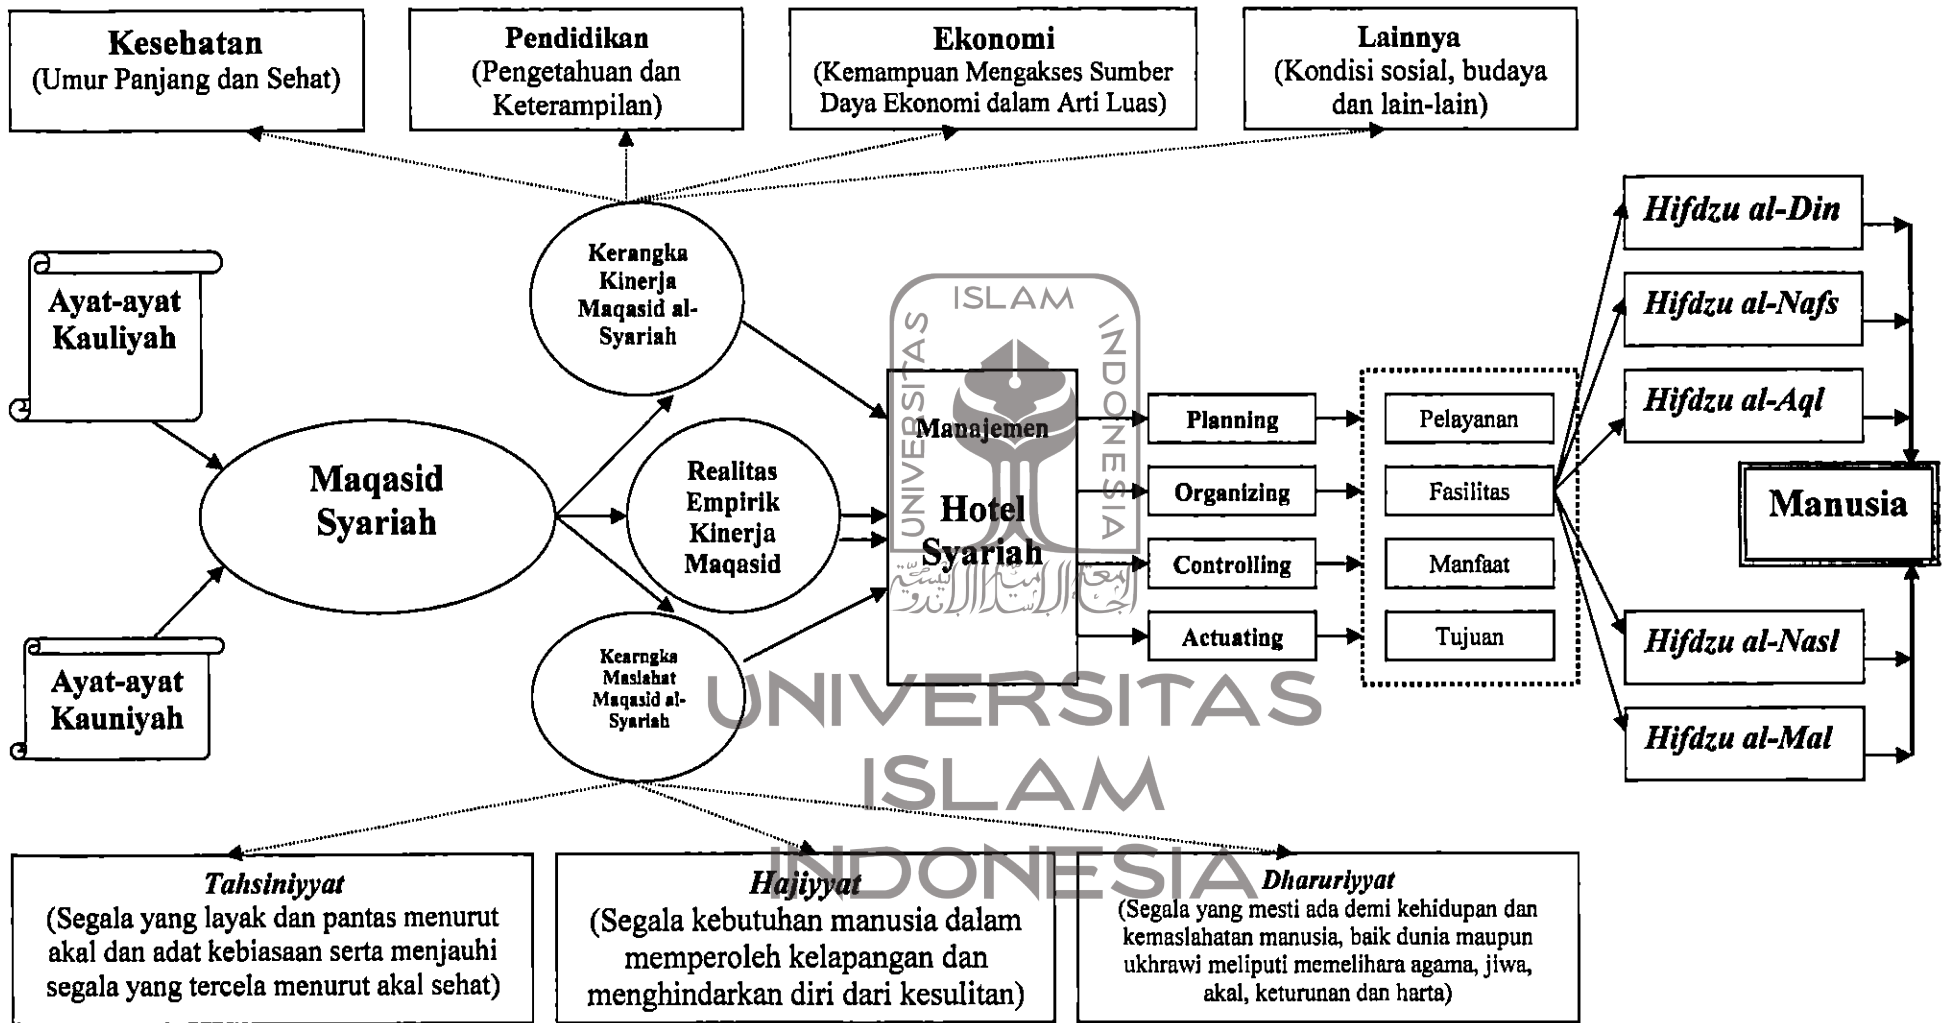 Kesehatan
(Umur Panjang dan Sehat)
Pendidikan
(Pengetahuan dan
Keterampilan)
Ekonomi
(Kemampuan Mengakses Sumber
Daya Ekonomi dalam Arti Luas)
Lainnya
(Kondisi sosial, budaya
dan lain-lain)
Ayat-ayat
Kauliyah
Ayat-ayat
Kauniyah
Maqasid
Syariah
Kerangka
Kinerja
Maqasid al-
Syariah
Realitas
Empirik
Kinerja
Maqasid
Kearngka
Maslahat
Maqasid al-
Syariah
Manajemen
Hotel
Syariah
Planning
Organizing
Controlling
Actuating
Pelayanan
Fasilitas
Manfaat
Tujuan
Hifdzu al-Din
Hifdzu al-Nafs
Hifdzu al-Aql
Hifdzu al-Nasl
Hifdzu al-Mal
Manusia
Tahsiniyyat
(Segala yang layak dan pantas menurut
akal dan adat kebiasaan serta menjauhi
segala yang tercela menurut akal sehat)
Hajiyyat
(Segala kebutuhan manusia dalam
memperoleh kelapangan dan
menghindarkan diri dari kesulitan)
Dharuriyyat
(Segala yang mesti ada demi kehidupan dan
kemaslahatan manusia, baik dunia maupun
ukhrawi meliputi memelihara agama, jiwa,
akal, keturunan dan harta)
UNIVERSITAS
ISLAM
INDONESIA
UNIVERSITAS
ISLAM
INDONESIA